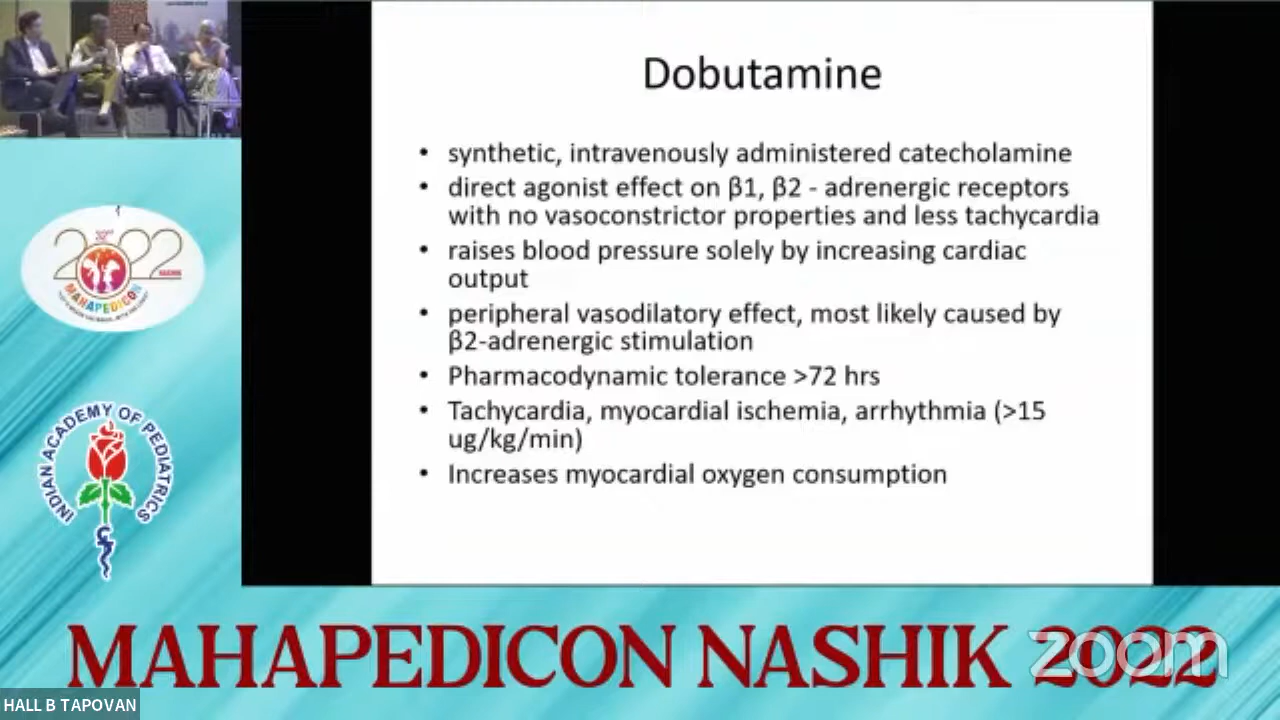 Dobutamine
• synthetic, intravenously administered catecholamine
• direct agonist effect on β1, β2 - adrenergic receptors
with no vasoconstrictor properties and less tachycardia
• raises blood pressure solely by increasing cardiac
output
• peripheral vasodilatory effect, most likely caused by
β2-adrenergic stimulation
• Pharmacodynamic tolerance >72 hrs
• Tachycardia, myocardial ischemia, arrhythmia (>15
ug/kg/min)
• Increases myocardial oxygen consumption
2022
MAHAPEDICON
INDIAN ACADEMY OF PEDIATRICS
MAHAPEDICON NASHIK 2022
zoom
HALL B TAPOVAN